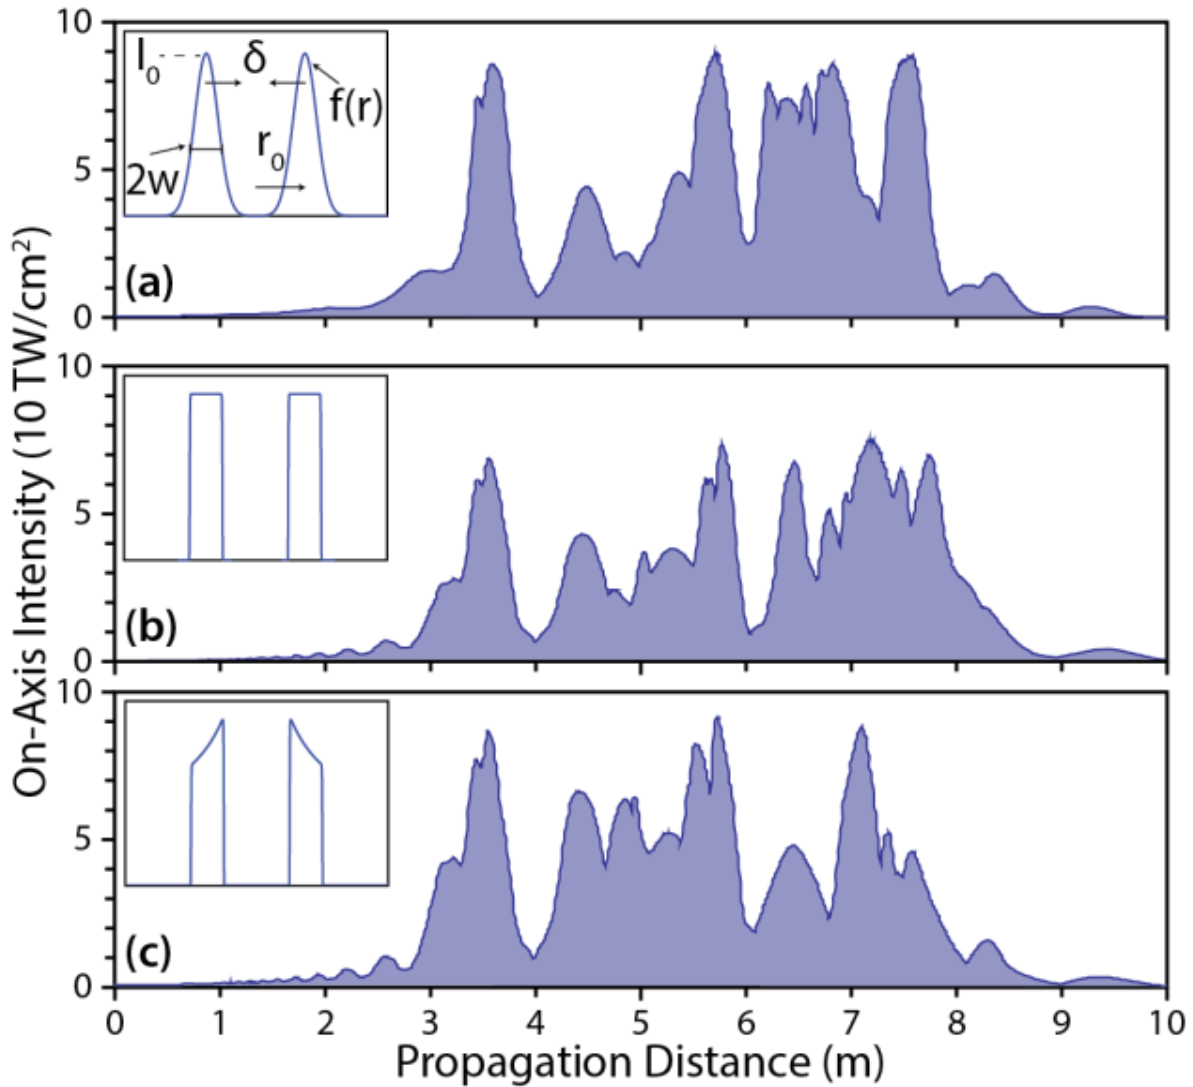 On-Axis Intensity (10 TW/cm²)
10
5
0
I₀
δ
f(r)
2w
r₀
(a)
10
5
0
(b)
10
5
0
(c)
0 1 2 3 4 5 6 7 8 9 10
Propagation Distance (m)